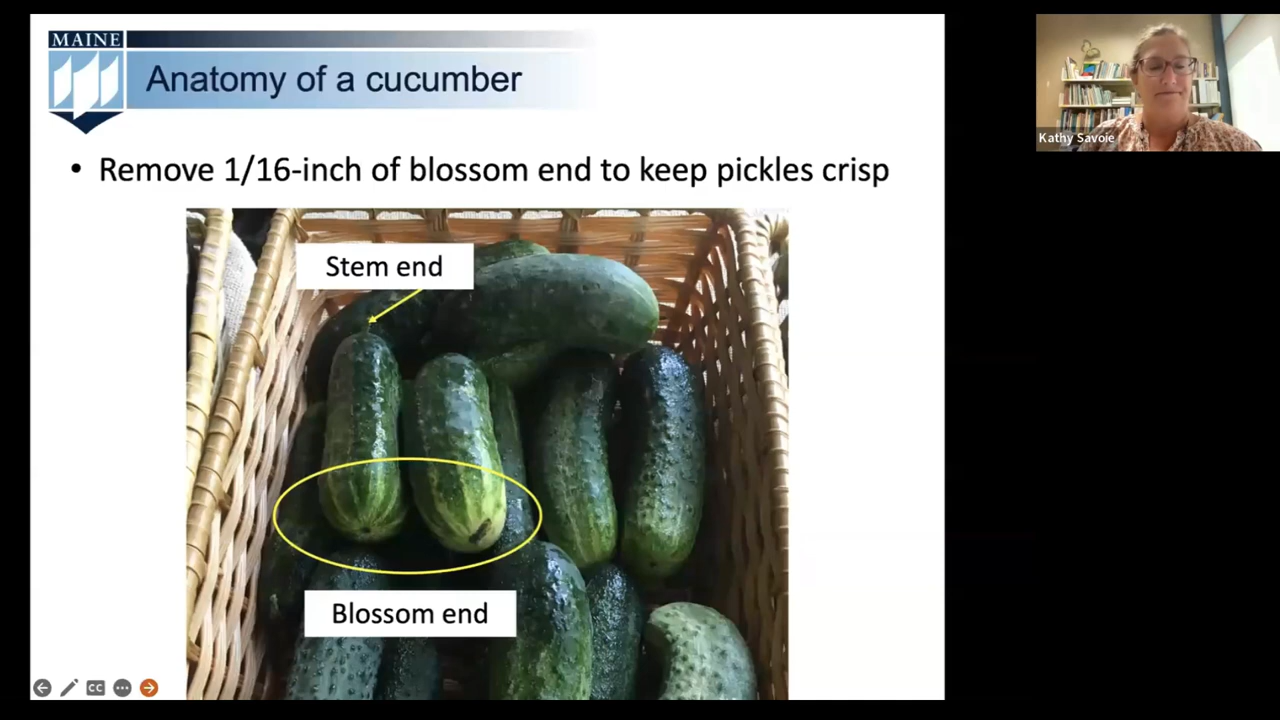 MAINE
Anatomy of a cucumber
• Remove 1/16-inch of blossom end to keep pickles crisp
Stem end
Blossom end
CC
Kathy Savoie